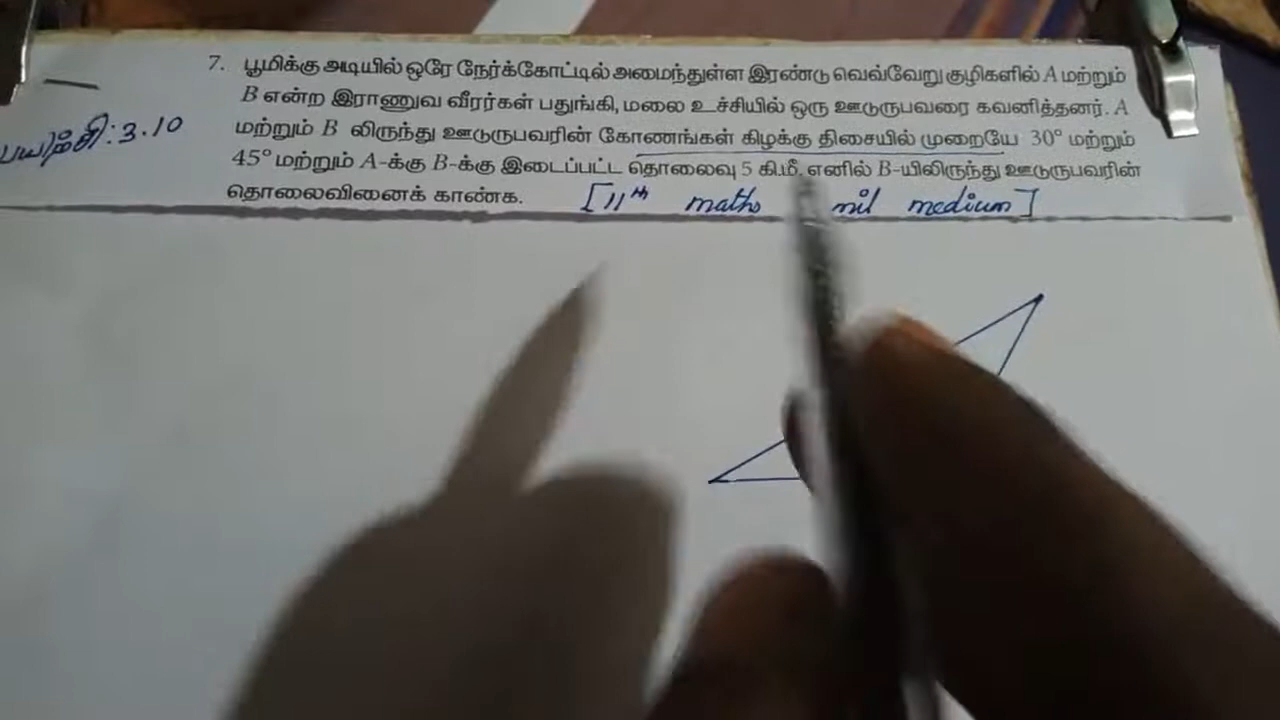 7. பூமிக்கு அடியில் ஒரே நேர்க்கோட்டில் அமைந்துள்ள இரண்டு வெவ்வேறு குழிகளில் A மற்றும்
B என்ற இராணுவ வீரர்கள் பதுங்கி, மலை உச்சியில் ஒரு ஊடுருபவரை கவனித்தனர். A
மற்றும் B லிருந்து ஊடுருபவரின் கோணங்கள் கிழக்கு திசையில் முறையே 30° மற்றும்
45° மற்றும் A-க்கு B-க்கு இடைப்பட்ட தொலைவு 5 கி.மீ. எனில் B-யிலிருந்து ஊடுருபவரின்
தொலைவினைக் காண்க. [11th maths mil medium]
பயிற்சி: 3.10